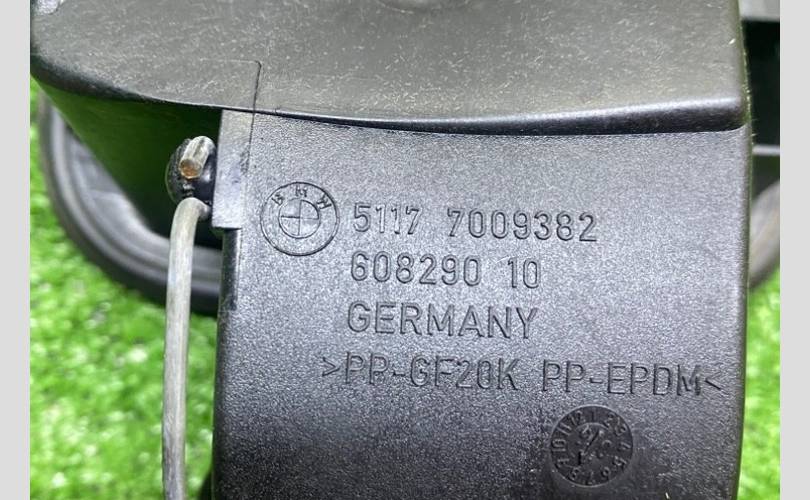 BMW
5117 7009382
608290 10
GERMANY
>PP-GF20K PP-EPDM<